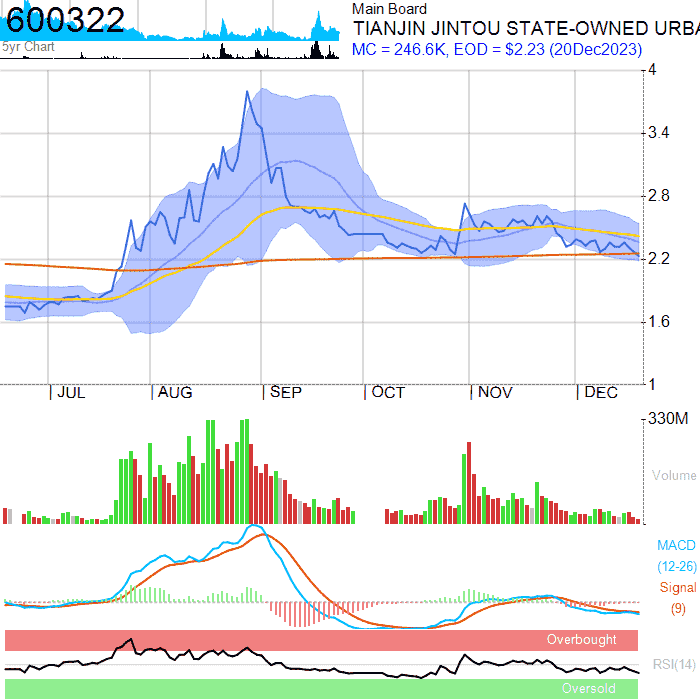 600322
5yr Chart
Main Board
TIANJIN JINTOU STATE-OWNED URBA
MC = 246.6K, EOD = $2.23 (20Dec2023)
4
3.4
2.8
2.2
1.6
1
JUL AUG SEP OCT NOV DEC
330M
Volume
MACD
(12-26)
Signal
(9)
Overbought
RSI(14)
Oversold